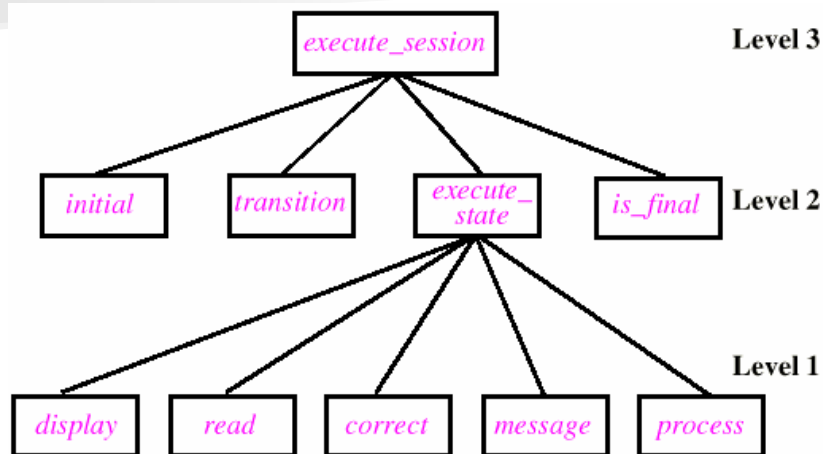 execute_session
Level 3
initial
transition
execute_
state
is_final
Level 2
Level 1
display
read
correct
message
process